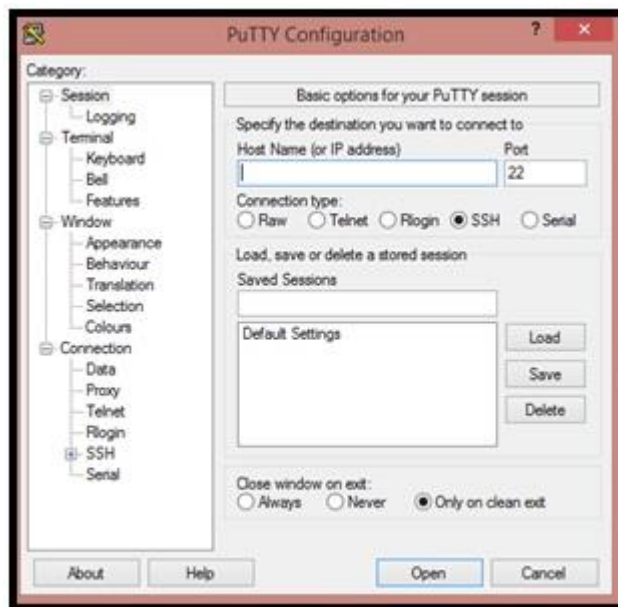 PuTTY Configuration
?
Category:
Session
Logging
Terminal
Keyboard
Bell
Features
Window
Appearance
Behaviour
Translation
Selection
Colours
Connection
Data
Proxy
Telnet
Rlogin
SSH
Serial
Basic options for your PuTTY session
Specify the destination you want to connect to
Host Name (or IP address) Port
22
Connection type:
Raw Telnet Rlogin SSH Serial
Load, save or delete a stored session
Saved Sessions
Default Settings
Load
Save
Delete
Close window on exit:
Always Never Only on clean exit
About Help Open Cancel